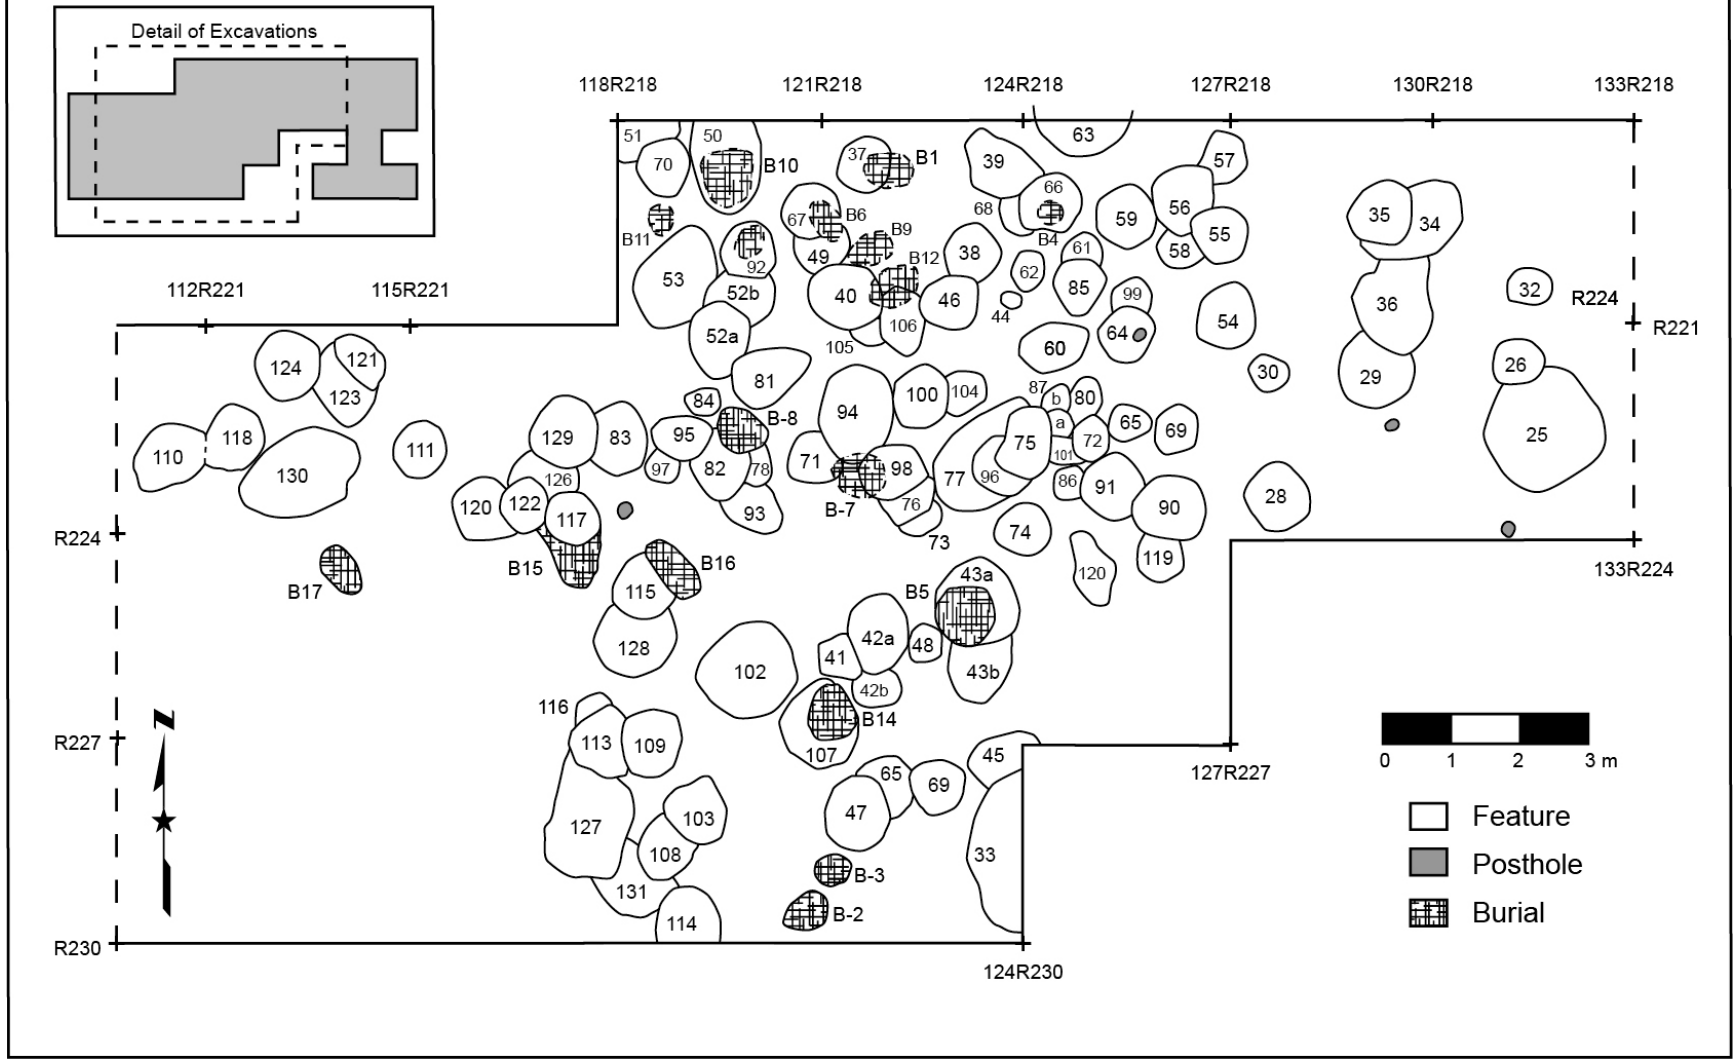 Detail of Excavations
118R218 121R218 124R218 127R218 130R218 133R218
51 50 63
70 B10 37 B1 39 57
66
67 B6 68 59 56 35 34
B11 B9 B4 58 55
92 49 B12 38 61
53 62
112R221 115R221 52b 40 46 85 99 32 R224
44
106 64 54 36 R221
52a 105 60
124 121 81 26
123 100 104 87 b 80 30 29
84 94
110 118 129 83 B-8 a 65 69 25
130 111 95 71 75 72
97 82 78 98 101
126 77 96 86 91 28
120 122 93 B-7 76 90
117 73 74
R224 B15 B16 119
B17 115 B5 43a 120 133R224
128 42a 48
102 41 43b
42b
116 B14
R227 113 109 107 45 127R227
65 69
127 103 47
108 33
131 B-3
114 B-2
R230 124R230
N
0 1 2 3 m
Feature
Posthole
Burial